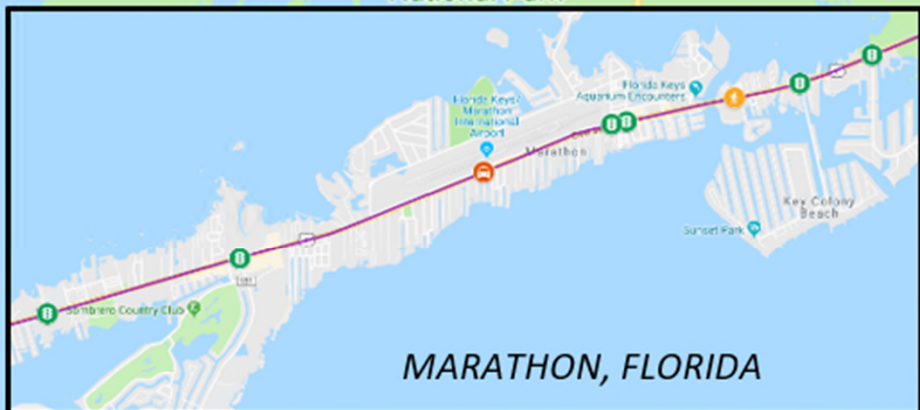 Florida Keys
Aquarium Encounters
Florida Keys/
Marathon
International
Airport
Marathon
Key Colony
Beach
Sunset Park
Sombrero Country Club
MARATHON, FLORIDA